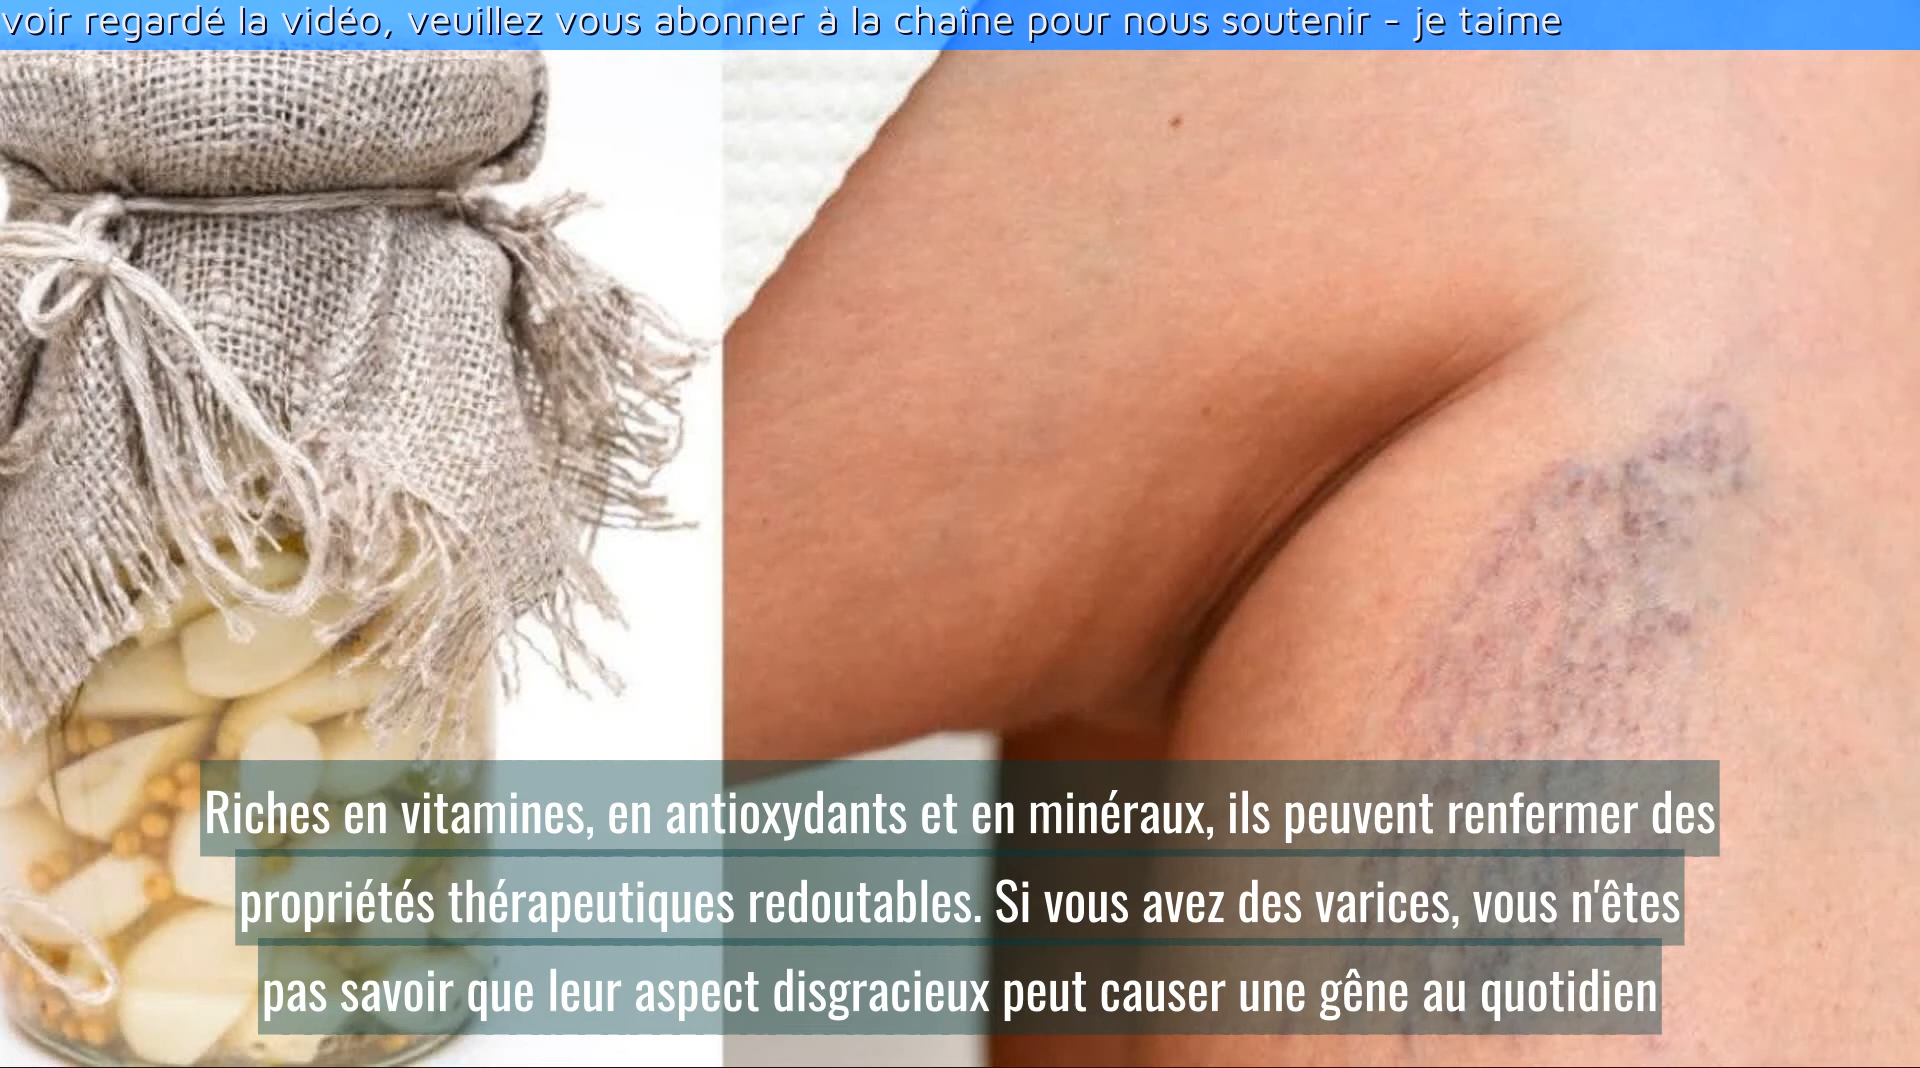 voir regardé la vidéo, veuillez vous abonner à la chaîne pour nous soutenir - je taime
Riches en vitamines, en antioxydants et en minéraux, ils peuvent renfermer des
propriétés thérapeutiques redoutables. Si vous avez des varices, vous n'êtes
pas savoir que leur aspect disgracieux peut causer une gêne au quotidien